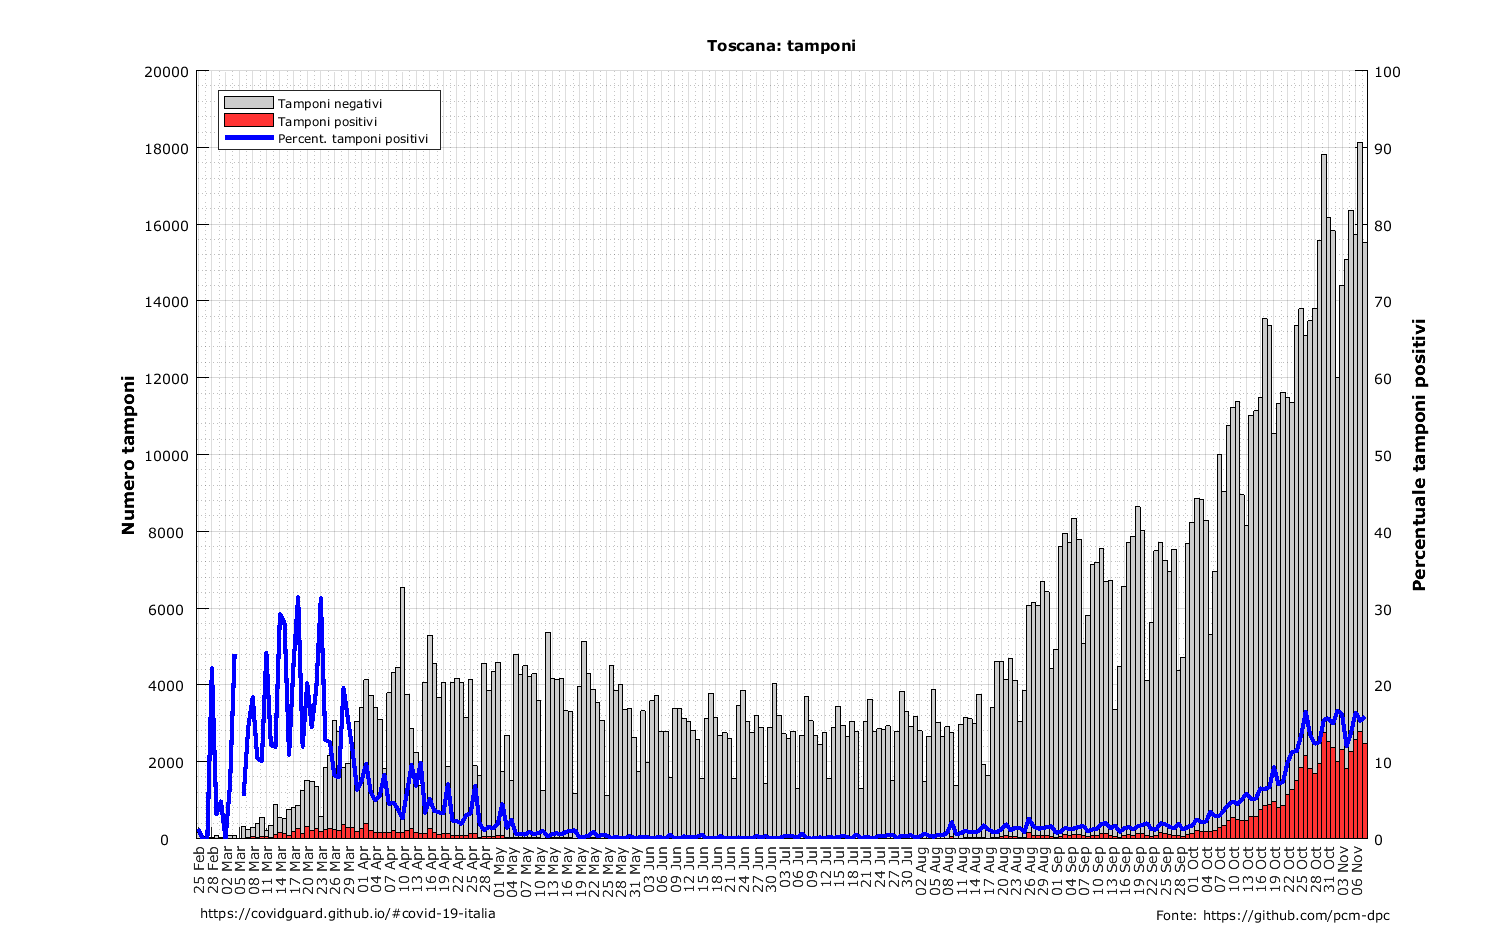 Toscana: tamponi
Tamponi negativi
Tamponi positivi
Percent. tamponi positivi
Numero tamponi
20000
18000
16000
14000
12000
10000
8000
6000
4000
2000
0
Percentuale tamponi positivi
100
90
80
70
60
50
40
30
20
10
0
25 Feb
28 Feb
02 Mar
05 Mar
08 Mar
11 Mar
14 Mar
17 Mar
20 Mar
23 Mar
26 Mar
29 Mar
01 Apr
04 Apr
07 Apr
10 Apr
13 Apr
16 Apr
19 Apr
22 Apr
25 Apr
28 Apr
01 May
04 May
07 May
10 May
13 May
16 May
19 May
22 May
25 May
28 May
31 May
03 Jun
06 Jun
09 Jun
12 Jun
15 Jun
18 Jun
21 Jun
24 Jun
27 Jun
30 Jun
03 Jul
06 Jul
09 Jul
12 Jul
15 Jul
18 Jul
21 Jul
24 Jul
27 Jul
30 Jul
02 Aug
05 Aug
08 Aug
11 Aug
14 Aug
17 Aug
20 Aug
23 Aug
26 Aug
29 Aug
01 Sep
04 Sep
07 Sep
10 Sep
13 Sep
16 Sep
19 Sep
22 Sep
25 Sep
28 Sep
01 Oct
04 Oct
07 Oct
10 Oct
13 Oct
16 Oct
19 Oct
22 Oct
25 Oct
28 Oct
31 Oct
03 Nov
06 Nov
https://covidguard.github.io/#covid-19-italia
Fonte: https://github.com/pcm-dpc